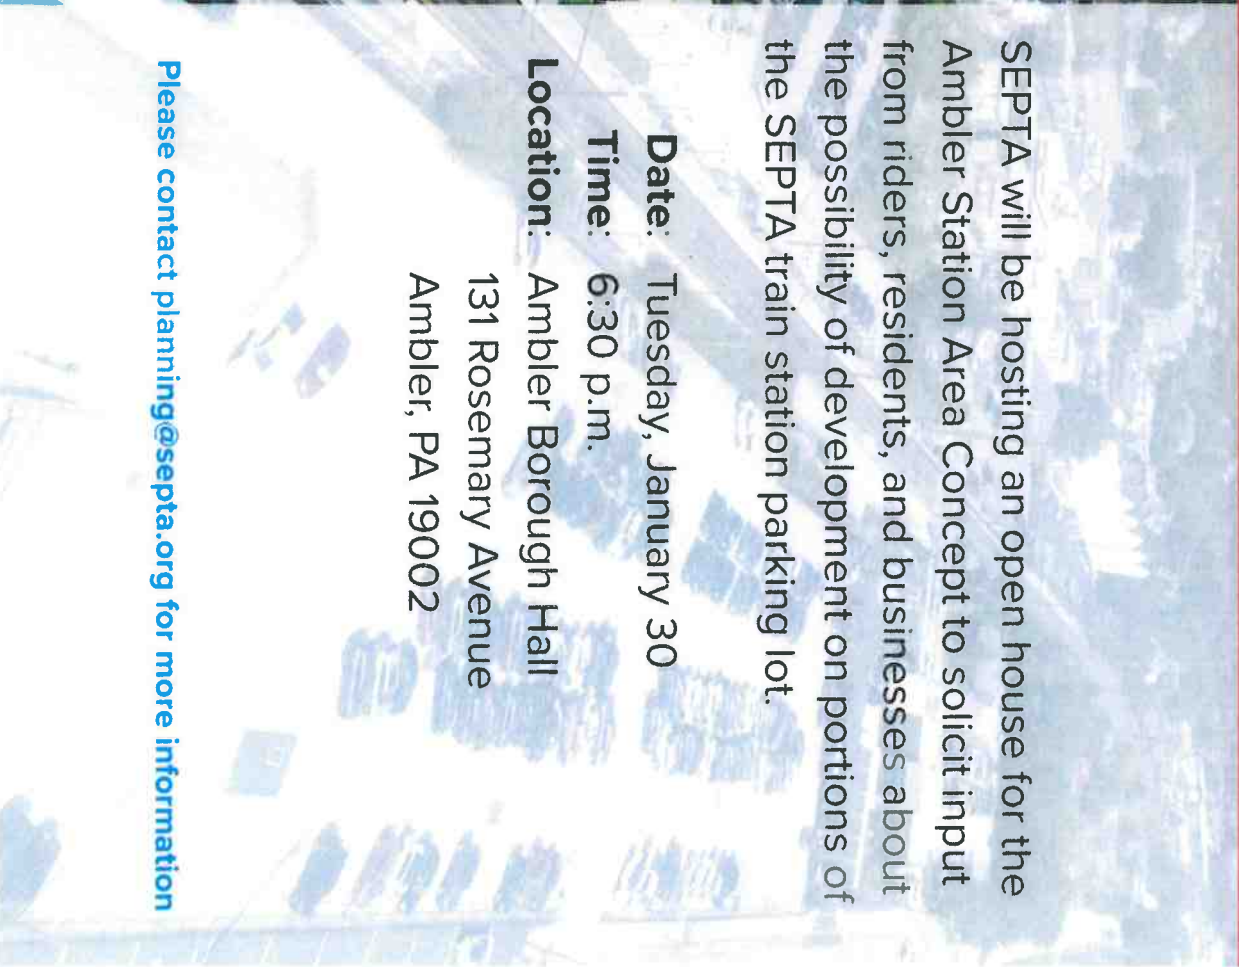 SEPTA will be hosting an open house for the
Ambler Station Area Concept to solicit input
from riders, residents, and businesses about
the possibility of development on portions of
the SEPTA train station parking lot.
Date: Tuesday, January 30
Time: 6:30 p.m.
Location: Ambler Borough Hall
131 Rosemary Avenue
Ambler, PA 19002
Please contact planning@septa.org for more information